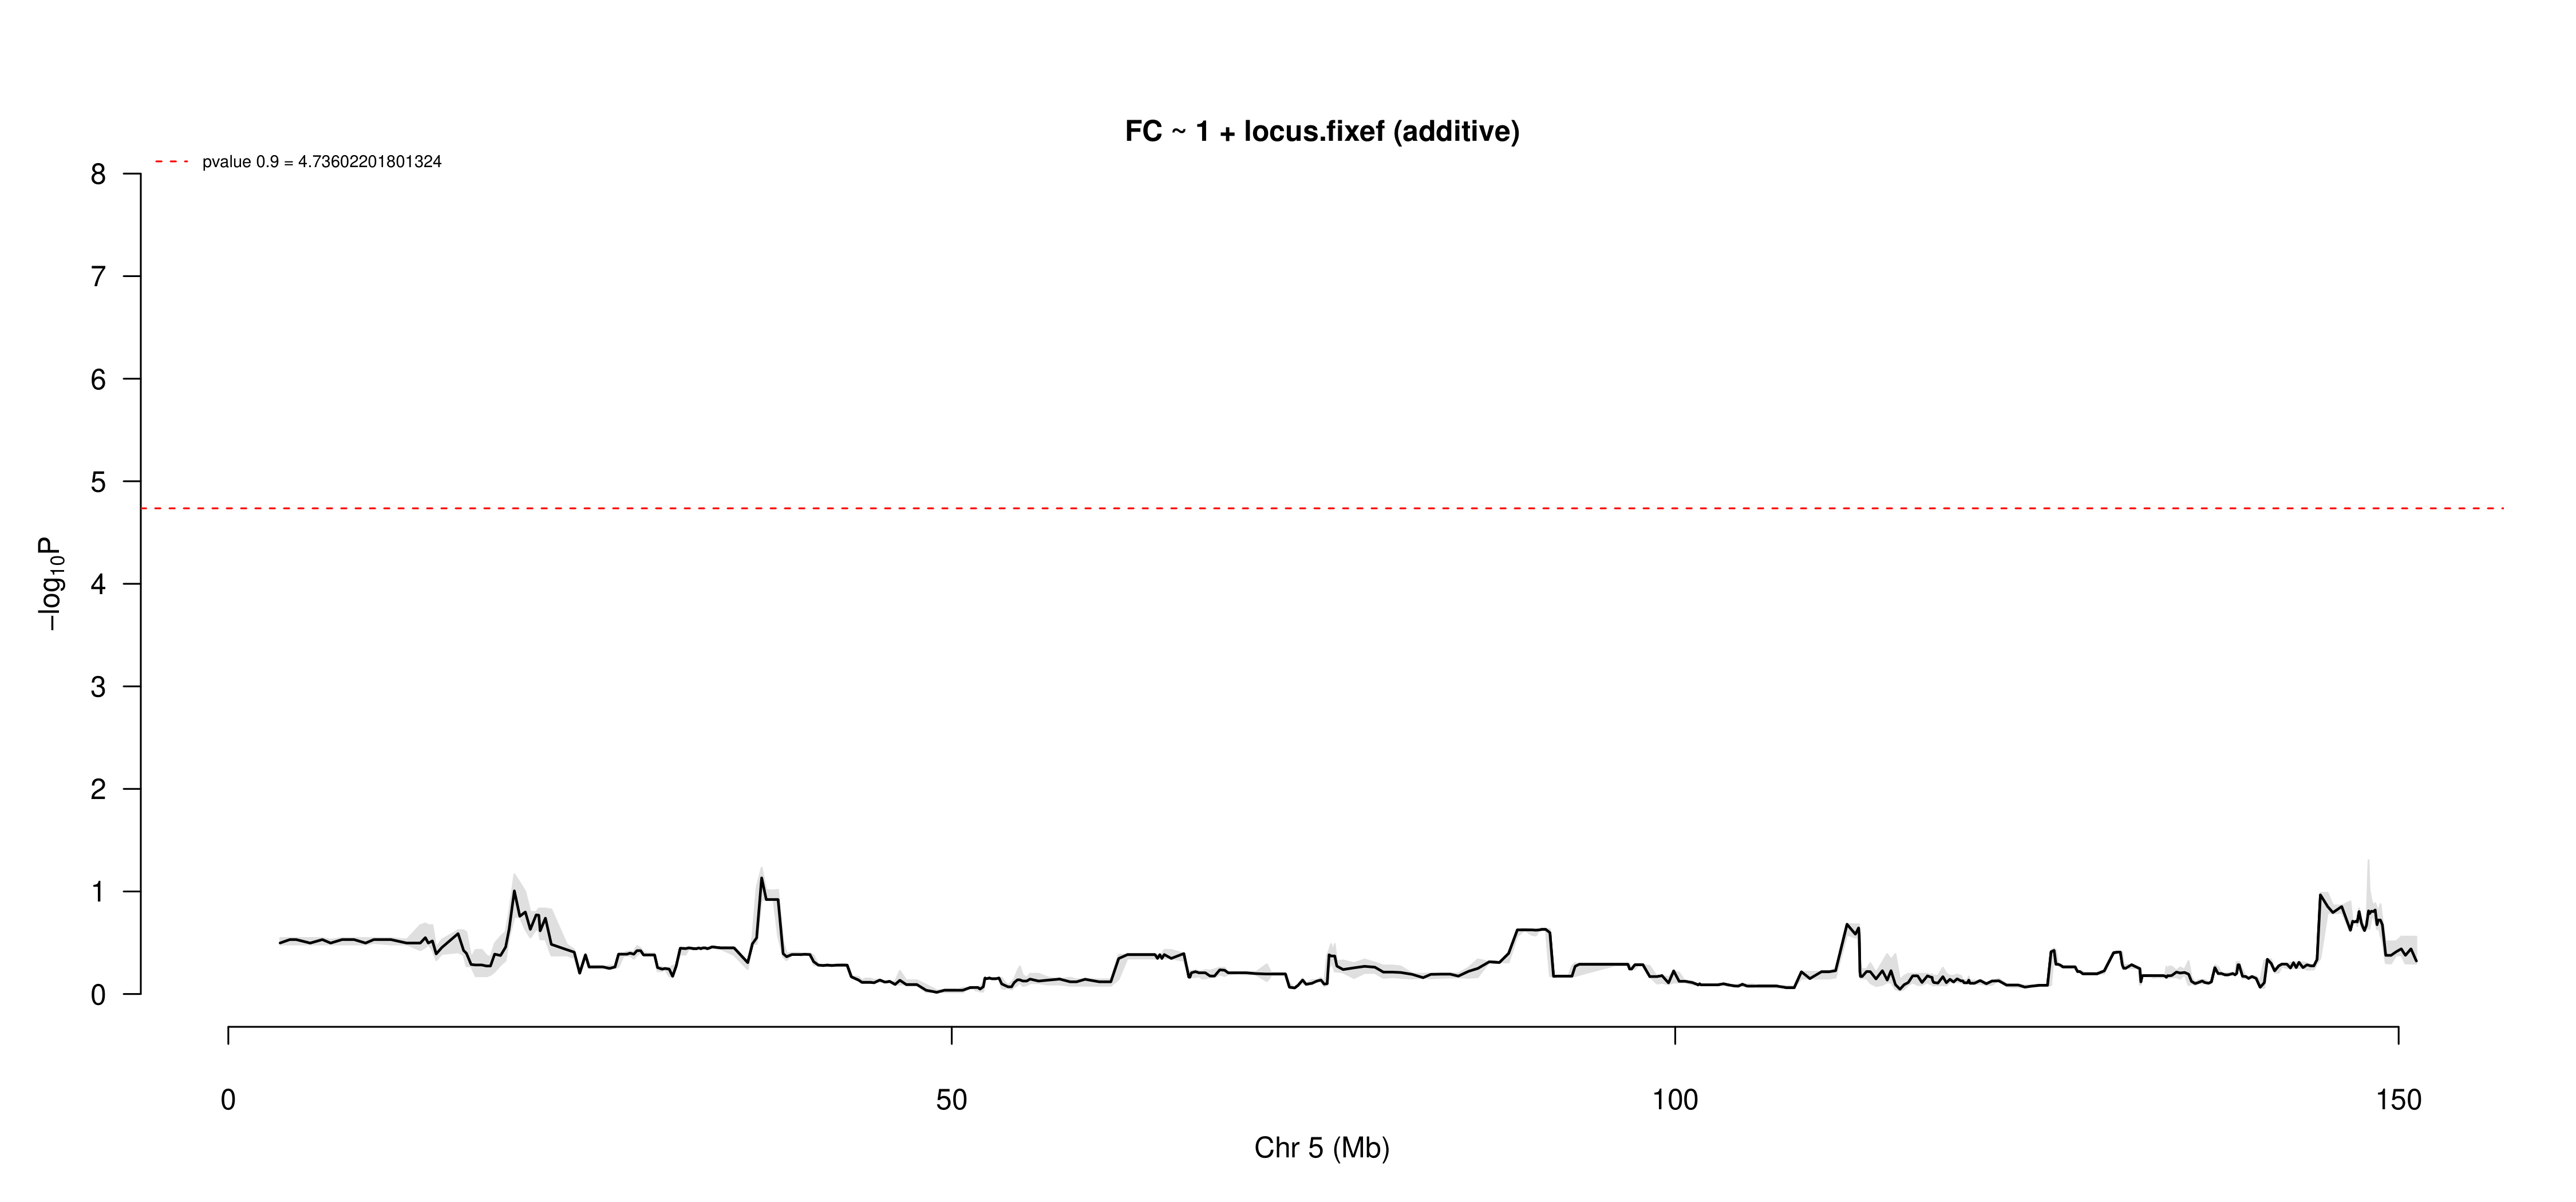 FC ~ 1 + locus.fixef (additive)
pvalue 0.9 = 4.73602201801324
8
7
6
5
4
3
2
1
0
−log10P
0 50 100 150
Chr 5 (Mb)